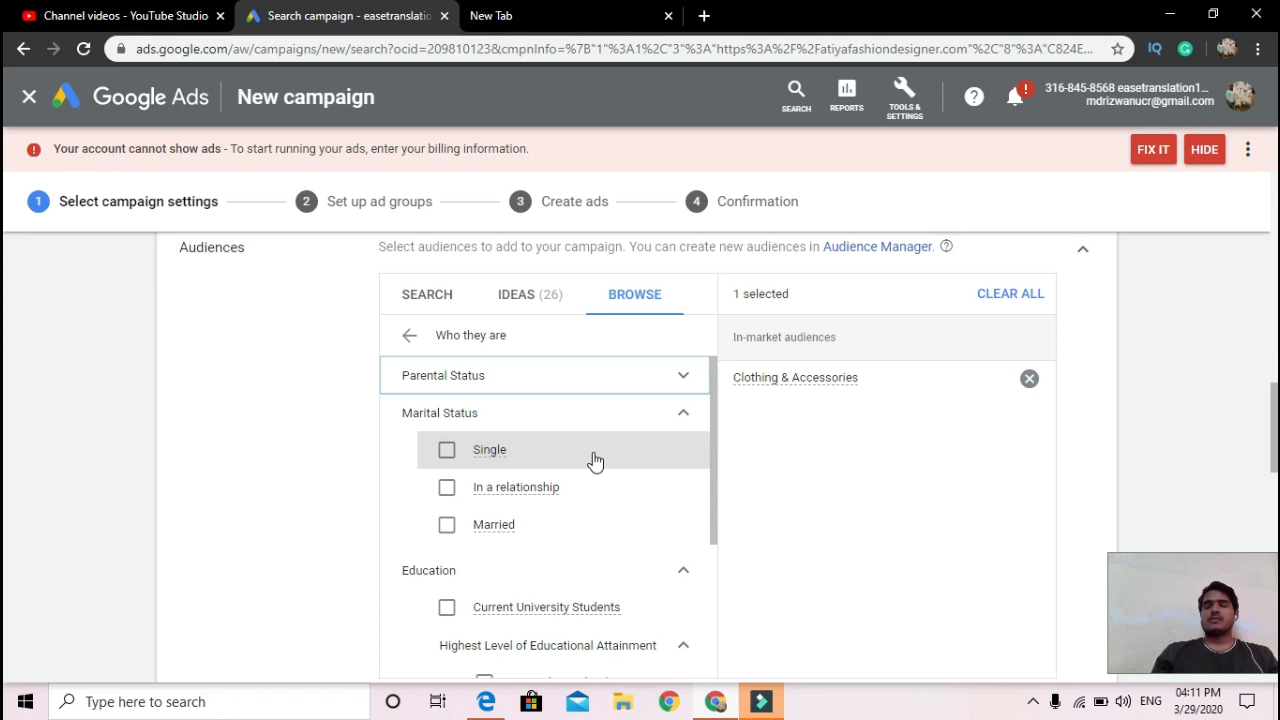 Channel videos - YouTube Studio
Search campaign - easetranslatio
New Tab
ads.google.com/aw/campaigns/new/search?ocid=209810123&cmpnInfo=%7B"1"%3A1%2C"3"%3A"https%3A%2F%2Fatiyafashiondesigner.com"%2C"8"%3A"C824E...
Google Ads
New campaign
SEARCH
REPORTS
TOOLS &
SETTINGS
316-845-8568 easetranslation1...
mdrizwanucr@gmail.com
Your account cannot show ads - To start running your ads, enter your billing information.
FIX IT
HIDE
1 Select campaign settings
2 Set up ad groups
3 Create ads
4 Confirmation
Audiences
Select audiences to add to your campaign. You can create new audiences in Audience Manager.
SEARCH
IDEAS (26)
BROWSE
1 selected
CLEAR ALL
Who they are
In-market audiences
Parental Status
Clothing & Accessories
Marital Status
Single
In a relationship
Married
Education
Current University Students
Highest Level of Educational Attainment
Type here to search
ENG
04:11 PM
3/29/2020